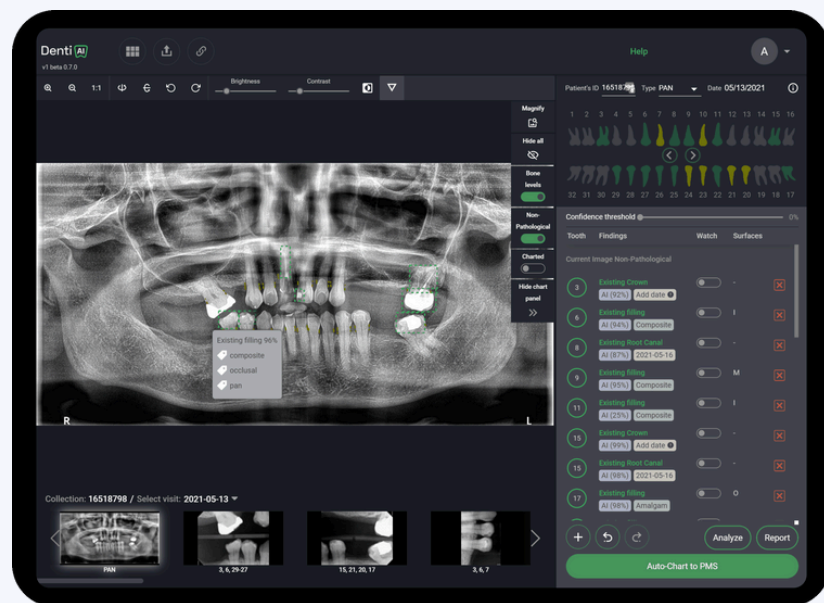 Denti AI
v1 beta 0.7.0
Help
A
1:1
Brightness
Contrast
Patient's ID 165187 Type PAN Date 05/13/2021
Magnify
Hide all
Bone levels
Non-Pathological
Charted
Hide chart panel
1 2 3 4 5 6 7 8 9 10 11 12 13 14 15 16
32 31 30 29 28 27 26 25 24 23 22 21 20 19 18 17
Confidence threshold 0%
Tooth Findings Watch Surfaces
Current Image Non-Pathological
3 Existing Crown -
AI (92%) Add date
6 Existing filling I
AI (94%) Composite
8 Existing Root Canal -
AI (87%) 2021-05-16
9 Existing filling M
AI (95%) Composite
11 Existing filling I
AI (25%) Composite
15 Existing Crown -
AI (99%) Add date
15 Existing Root Canal -
AI (98%) 2021-05-16
17 Existing filling O
AI (98%) Amalgam
Existing filling 96%
composite
occlusal
pan
R
L
Collection: 16518798 / Select visit: 2021-05-13
PAN
3, 6, 29-27
15, 21, 20, 17
3, 6, 7
Analyze
Report
Auto-Chart to PMS